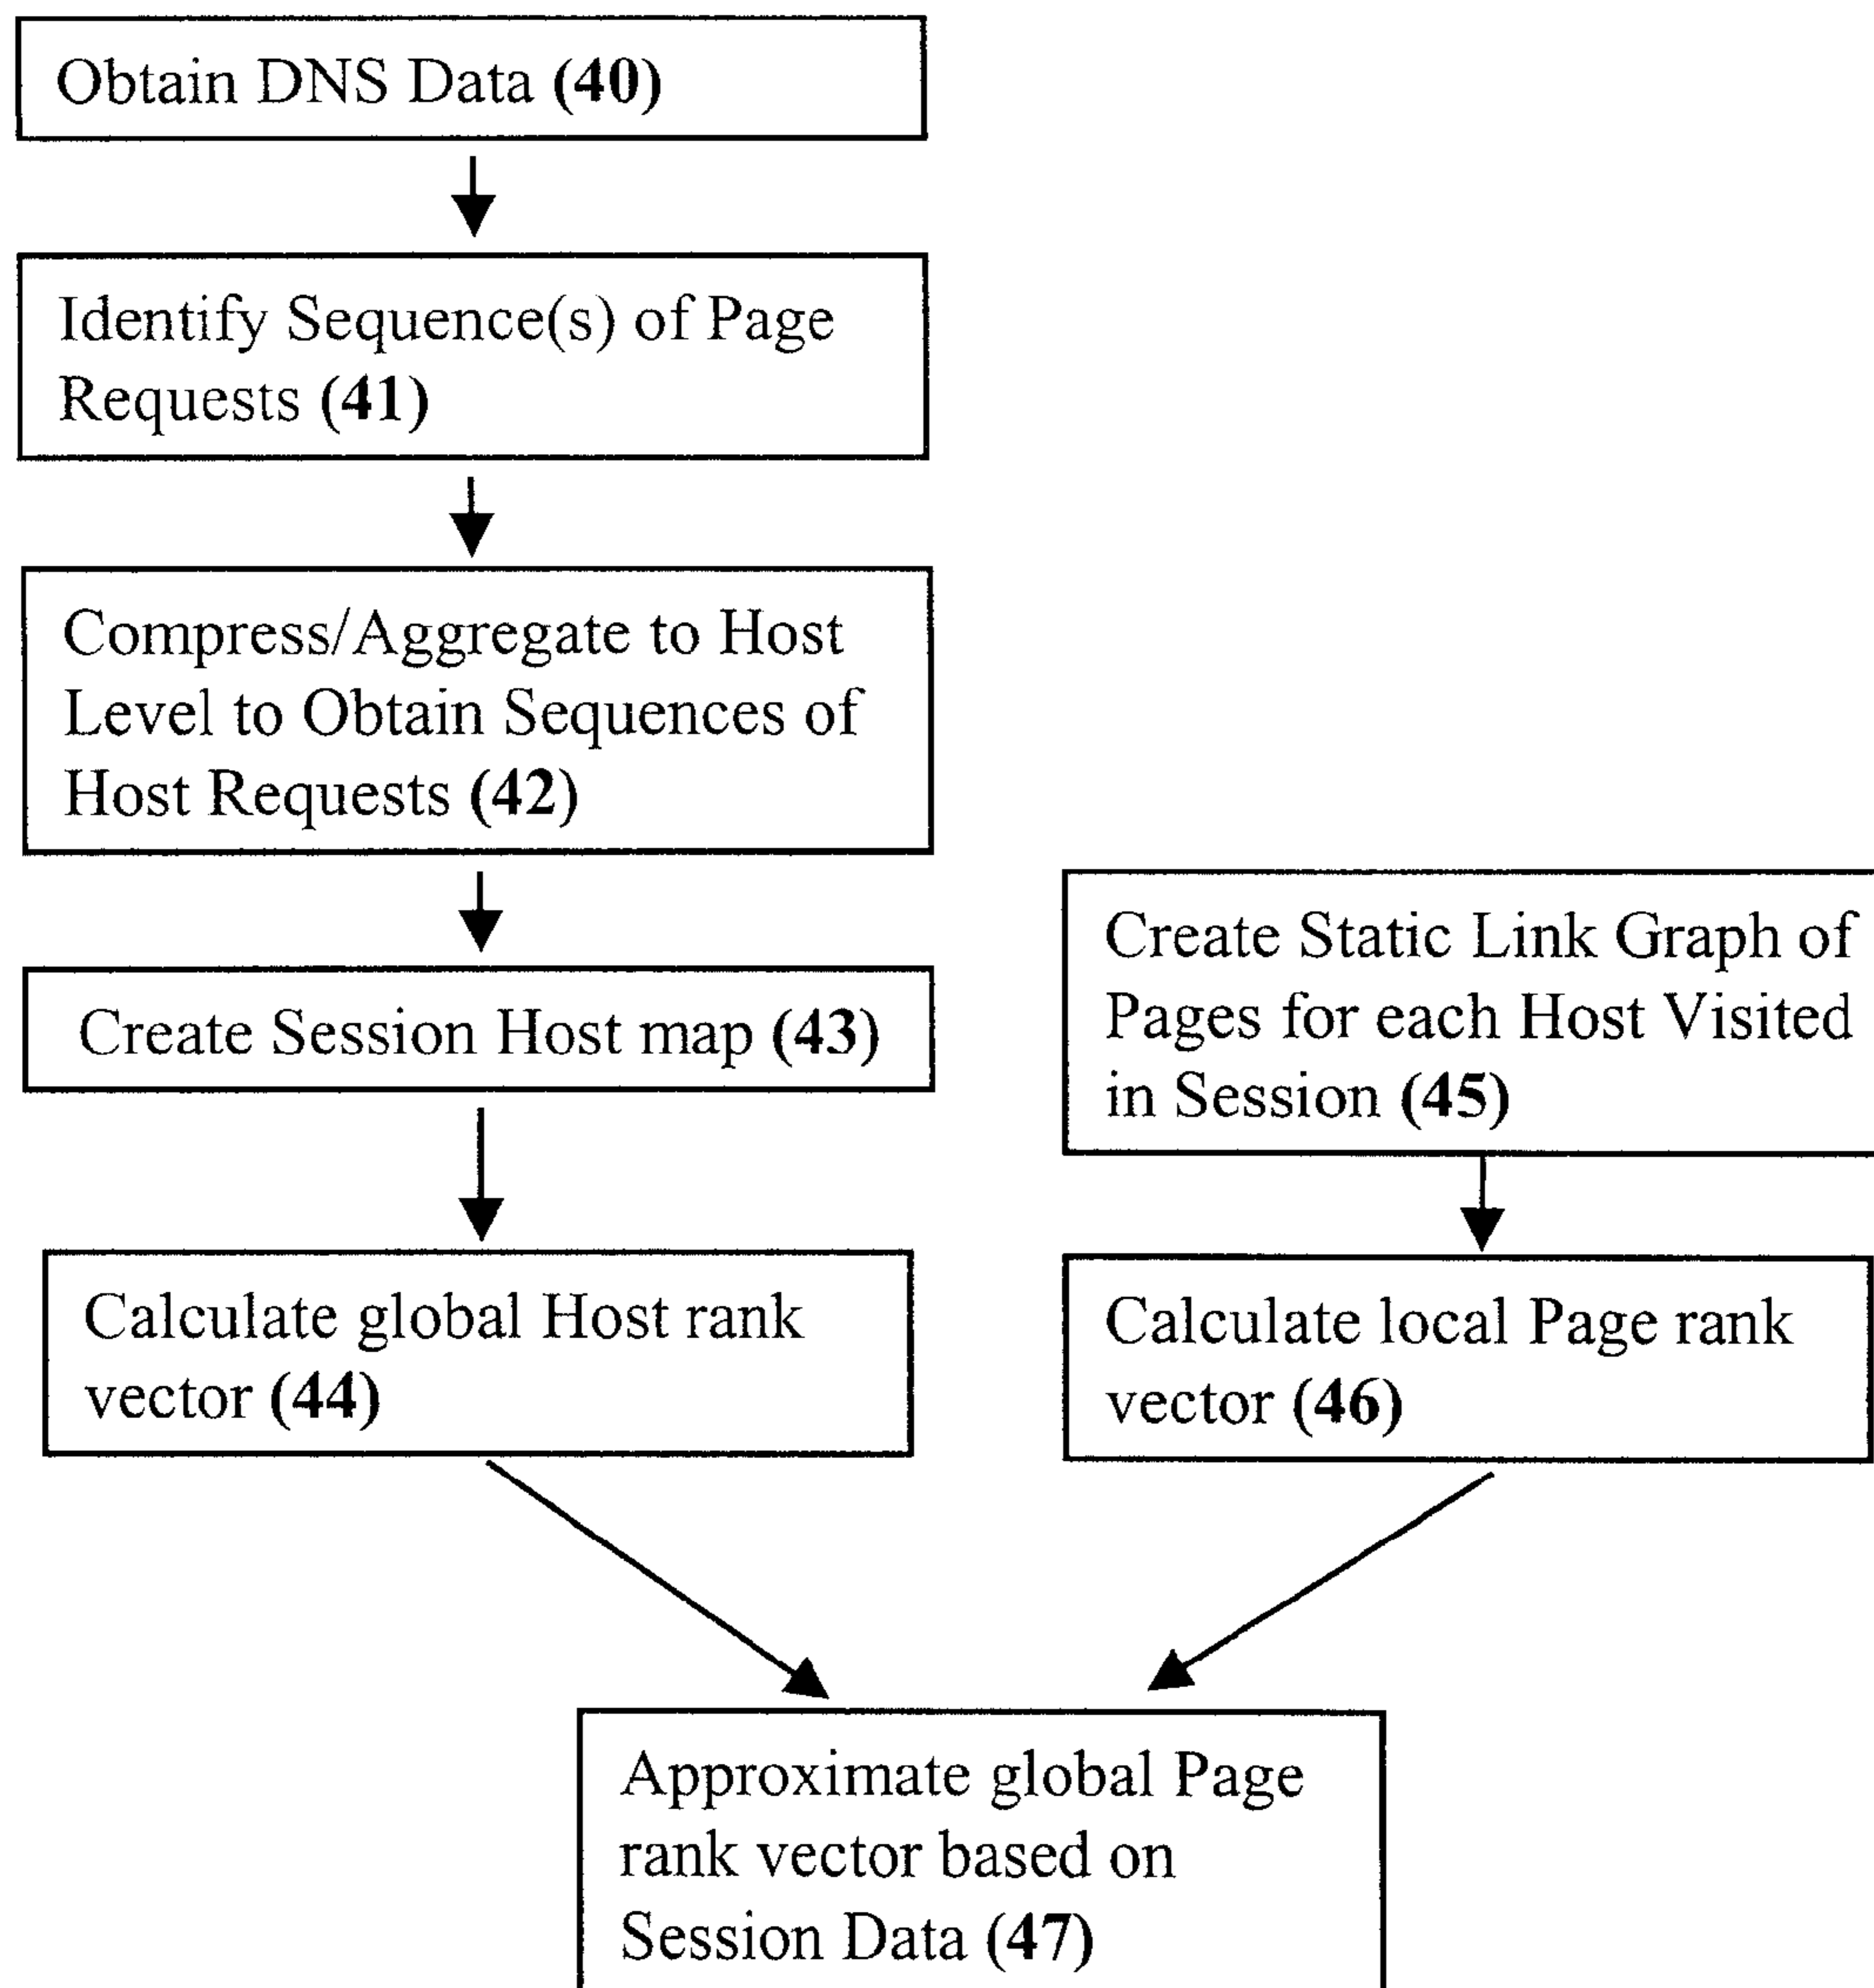 Obtain DNS Data (40)
Identify Sequence(s) of Page
Requests (41)
Compress/Aggregate to Host
Level to Obtain Sequences of
Host Requests (42)
Create Session Host map (43)
Calculate global Host rank
vector (44)
Create Static Link Graph of
Pages for each Host Visited
in Session (45)
Calculate local Page rank
vector (46)
Approximate global Page
rank vector based on
Session Data (47)